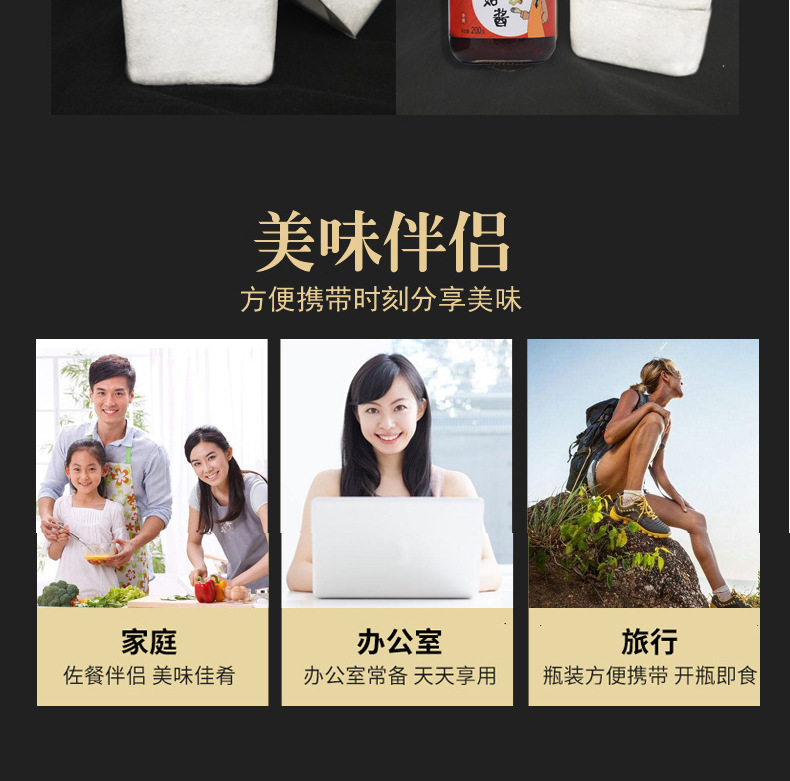 酱
200g
美味伴侣
方便携带时刻分享美味
家庭
佐餐伴侣 美味佳肴
办公室
办公室常备 天天享用
旅行
瓶装方便携带 开瓶即食